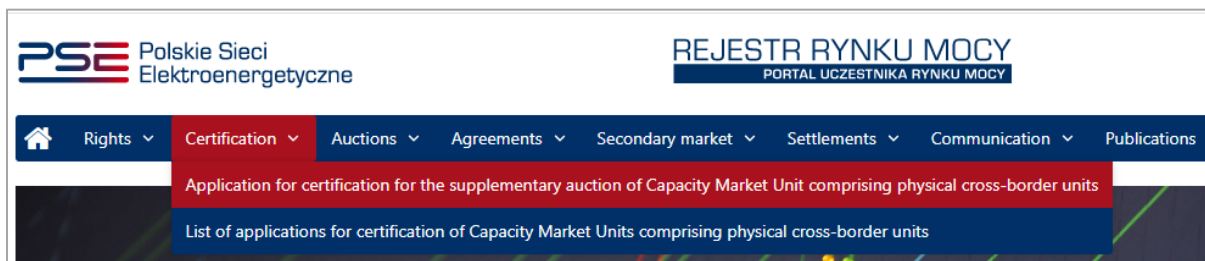 PSE Polskie Sieci
Elektroenergetyczne
REJESTR RYNKU MOCY
PORTAL UCZESTNIKA RYNKU MOCY
Rights Certification Auctions Agreements Secondary market Settlements Communication Publications
Application for certification for the supplementary auction of Capacity Market Unit comprising physical cross-border units
List of applications for certification of Capacity Market Units comprising physical cross-border units